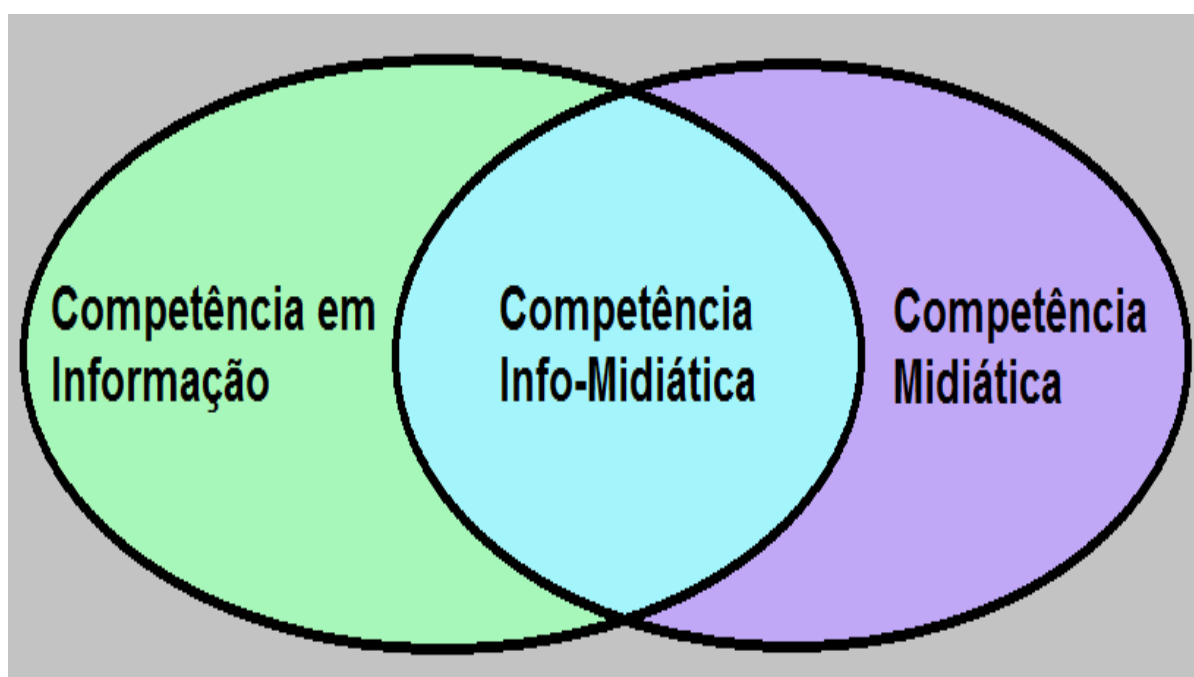 Competência em
Informação
Competência
Info-Midiática
Competência
Midiática